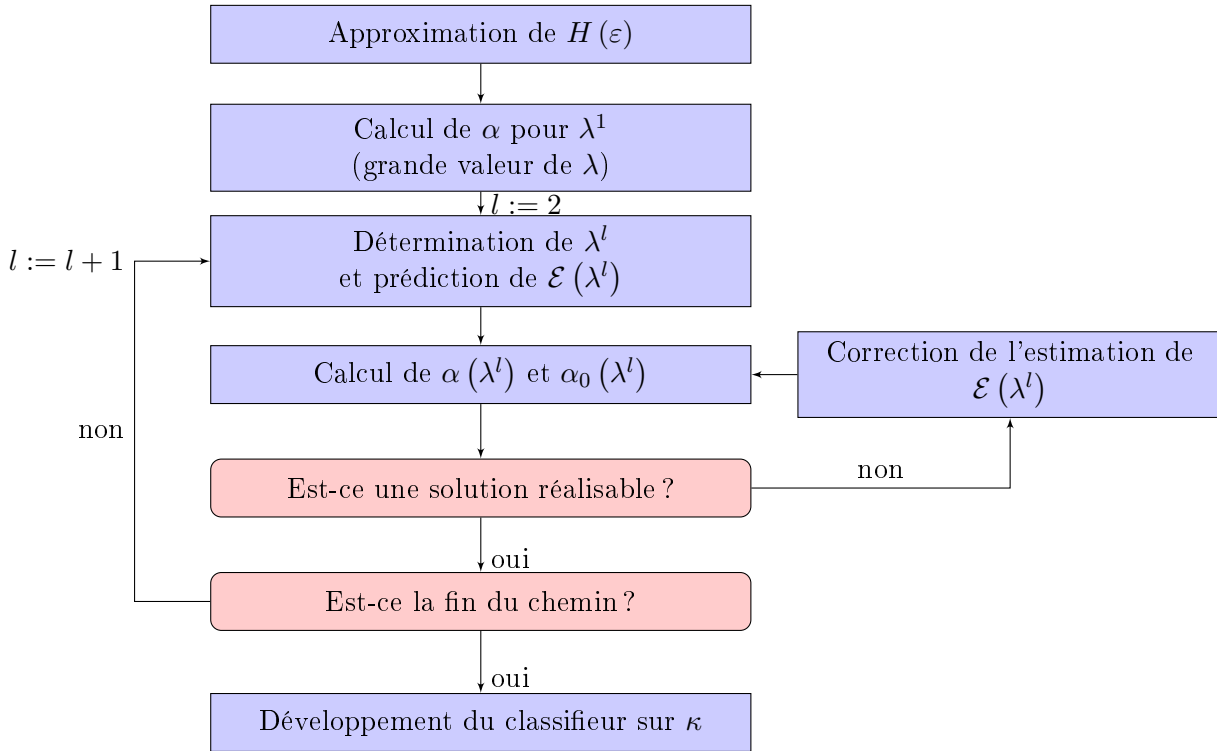 Approximation de H (ε)
Calcul de α pour λ¹
(grande valeur de λ)
l := 2
Détermination de λˡ
et prédiction de ℰ (λˡ)
l := l + 1
Calcul de α (λˡ) et α₀ (λˡ)
Correction de l'estimation de
ℰ (λˡ)
non
Est-ce une solution réalisable ?
non
oui
Est-ce la fin du chemin ?
oui
Développement du classifieur sur κ